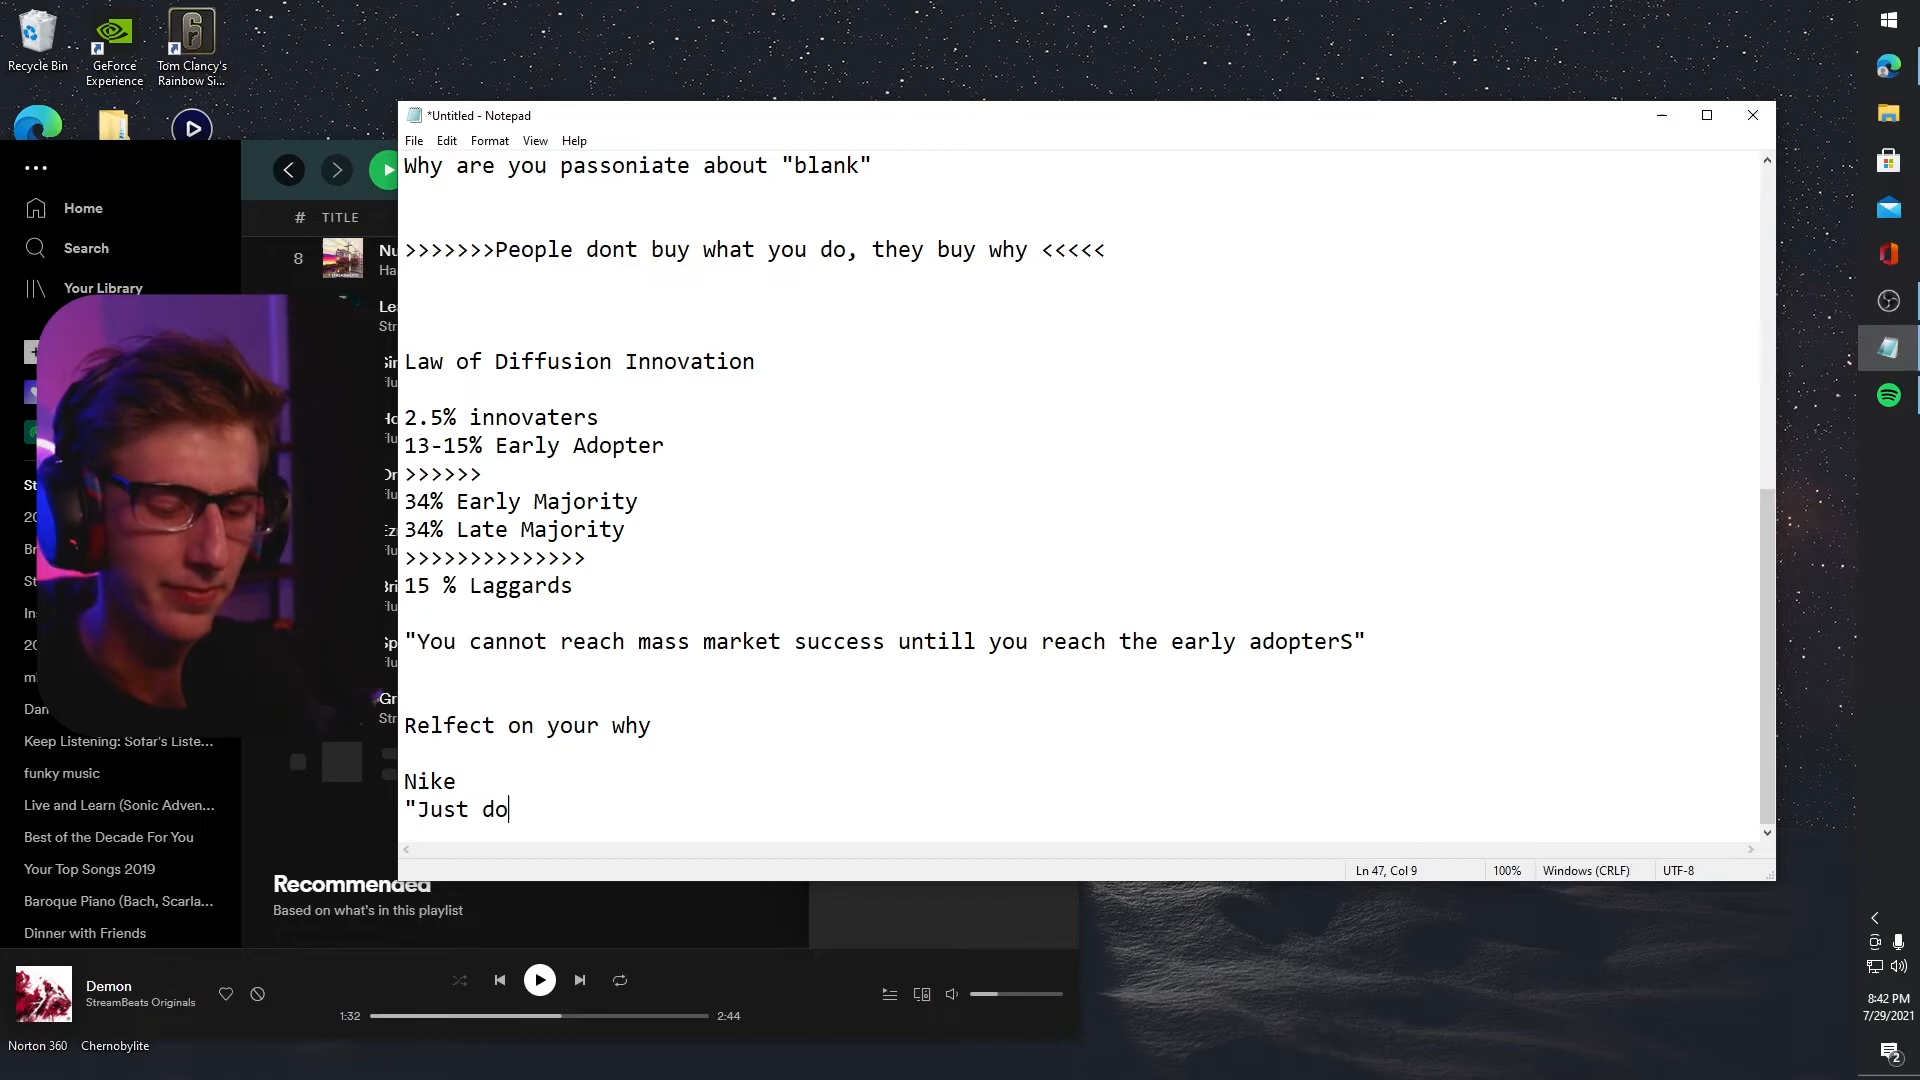 Recycle Bin
GeForce
Experience
Tom Clancy's
Rainbow Si...
*Untitled - Notepad
File Edit Format View Help
Why are you passoniate about "blank"
>>>>>>>People dont buy what you do, they buy why <<<<<
Law of Diffusion Innovation
2.5% innovaters
13-15% Early Adopter
>>>>>>
34% Early Majority
34% Late Majority
>>>>>>>>>>>>>>
15 % Laggards
"You cannot reach mass market success untill you reach the early adopterS"
Relfect on your why
Nike
"Just do
Ln 47, Col 9 100% Windows (CRLF) UTF-8
Home
Search
Your Library
# TITLE
8
Keep Listening: Sofar's Liste...
funky music
Live and Learn (Sonic Adven...
Best of the Decade For You
Your Top Songs 2019
Baroque Piano (Bach, Scarla...
Dinner with Friends
Recommended
Based on what's in this playlist
Demon
StreamBeats Originals
1:32
2:44
Norton 360 Chernobylite
8:42 PM
7/29/2021
2